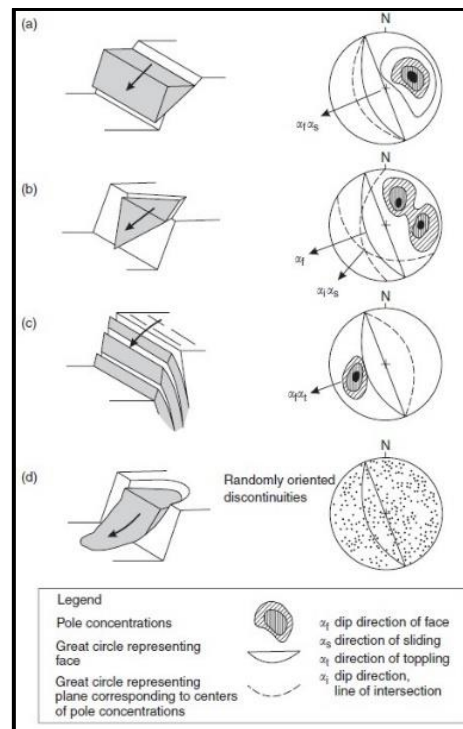 (a)
N
αf αs
(b)
N
αf
αi αs
(c)
N
αfαt
(d)
N
Randomly oriented
discontinuities
Legend
Pole concentrations
Great circle representing
face
Great circle representing
plane corresponding to centers
of pole concentrations
αf dip direction of face
αs direction of sliding
αt direction of toppling
αi dip direction,
line of intersection